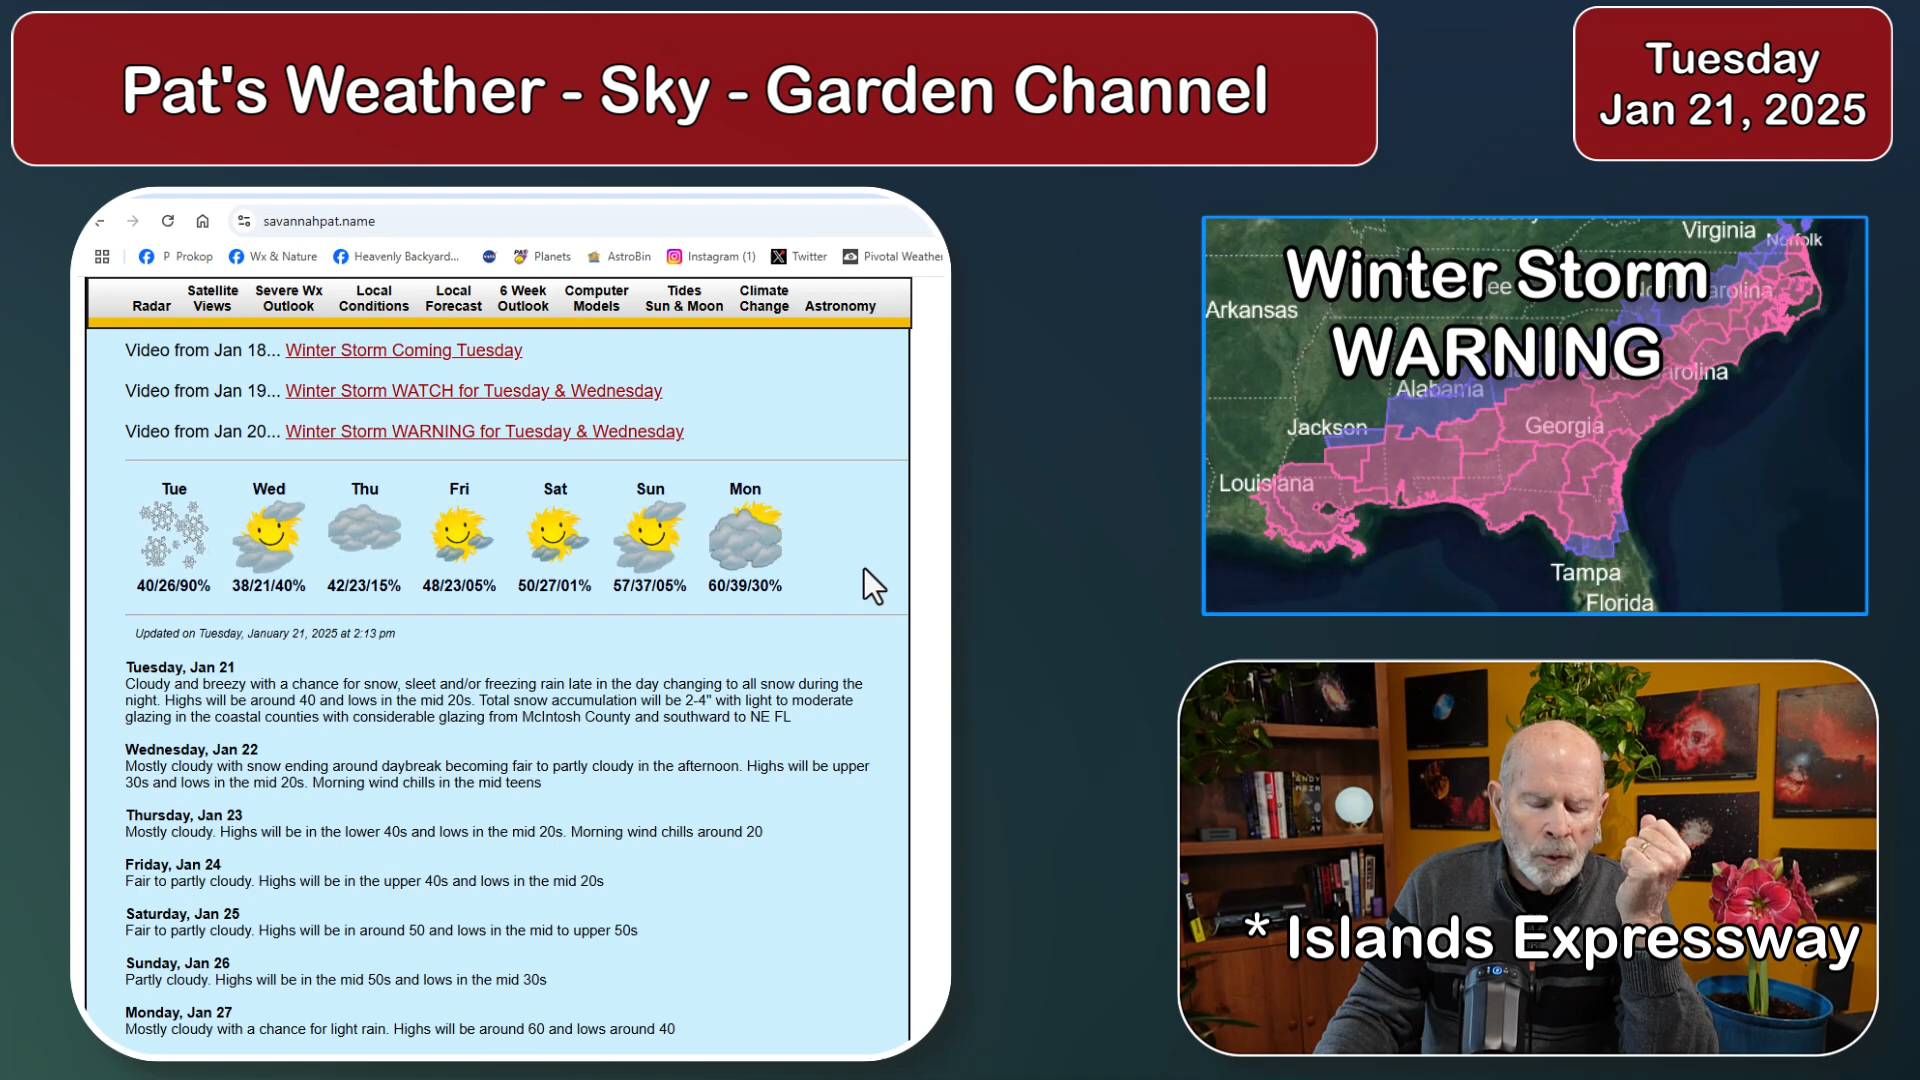 Pat's Weather - Sky - Garden Channel
Tuesday
Jan 21, 2025
savannahpat.name
P Prokop
Wx & Nature
Heavenly Backyard...
Planets
AstroBin
Instagram (1)
Twitter
Pivotal Weathe
Radar
Satellite Views
Severe Wx Outlook
Local Conditions
Local Forecast
6 Week Outlook
Computer Models
Tides Sun & Moon
Climate Change
Astronomy
Video from Jan 18... Winter Storm Coming Tuesday
Video from Jan 19... Winter Storm WATCH for Tuesday & Wednesday
Video from Jan 20... Winter Storm WARNING for Tuesday & Wednesday
Tue Wed Thu Fri Sat Sun Mon
40/26/90% 38/21/40% 42/23/15% 48/23/05% 50/27/01% 57/37/05% 60/39/30%
Updated on Tuesday, January 21, 2025 at 2:13 pm
Tuesday, Jan 21
Cloudy and breezy with a chance for snow, sleet and/or freezing rain late in the day changing to all snow during the
night. Highs will be around 40 and lows in the mid 20s. Total snow accumulation will be 2-4" with light to moderate
glazing in the coastal counties with considerable glazing from McIntosh County and southward to NE FL
Wednesday, Jan 22
Mostly cloudy with snow ending around daybreak becoming fair to partly cloudy in the afternoon. Highs will be upper
30s and lows in the mid 20s. Morning wind chills in the mid teens
Thursday, Jan 23
Mostly cloudy. Highs will be in the lower 40s and lows in the mid 20s. Morning wind chills around 20
Friday, Jan 24
Fair to partly cloudy. Highs will be in the upper 40s and lows in the mid 20s
Saturday, Jan 25
Fair to partly cloudy. Highs will be in around 50 and lows in the mid to upper 50s
Sunday, Jan 26
Partly cloudy. Highs will be in the mid 50s and lows in the mid 30s
Monday, Jan 27
Mostly cloudy with a chance for light rain. Highs will be around 60 and lows around 40
Winter Storm
WARNING
Virginia
Norfolk
Arkansas
Alabama
Jackson
Georgia
Louisiana
Tampa
Florida
* Islands Expressway